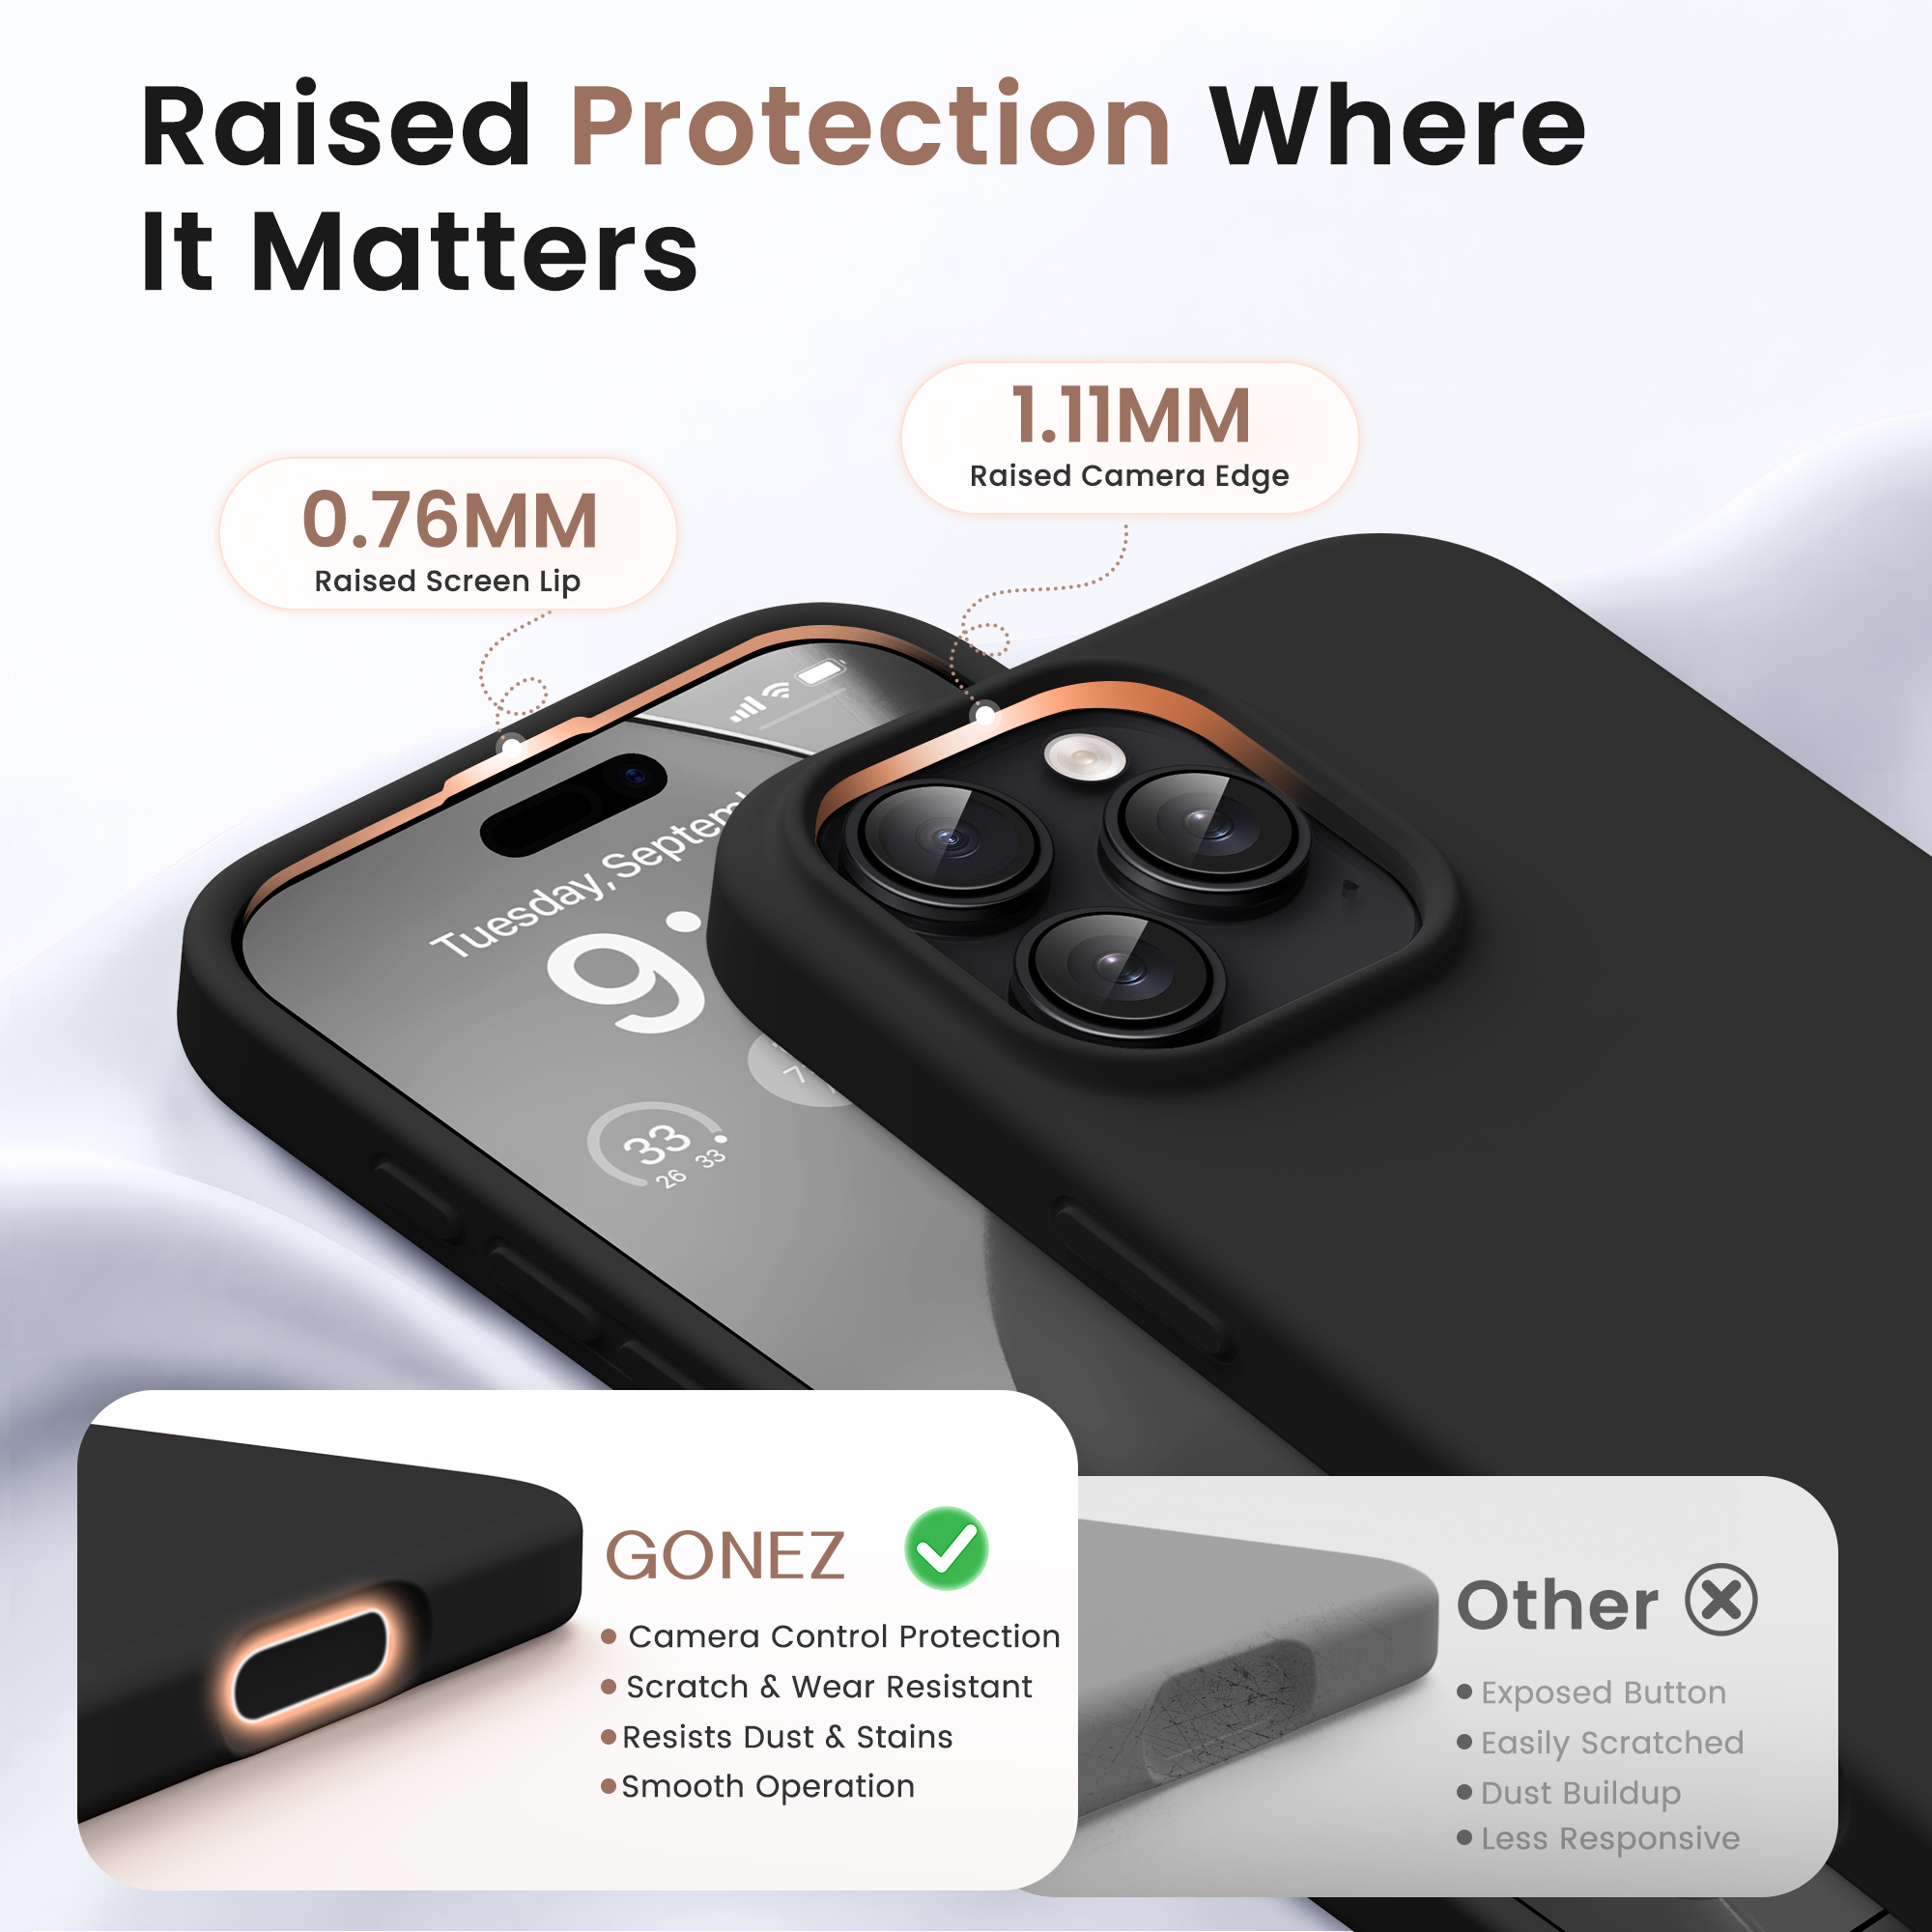 Raised Protection Where
It Matters
1.11MM
Raised Camera Edge
0.76MM
Raised Screen Lip
Tuesday, Septem
9
33
26 33
7
GONEZ
• Camera Control Protection
• Scratch & Wear Resistant
• Resists Dust & Stains
• Smooth Operation
Other
• Exposed Button
• Easily Scratched
• Dust Buildup
• Less Responsive